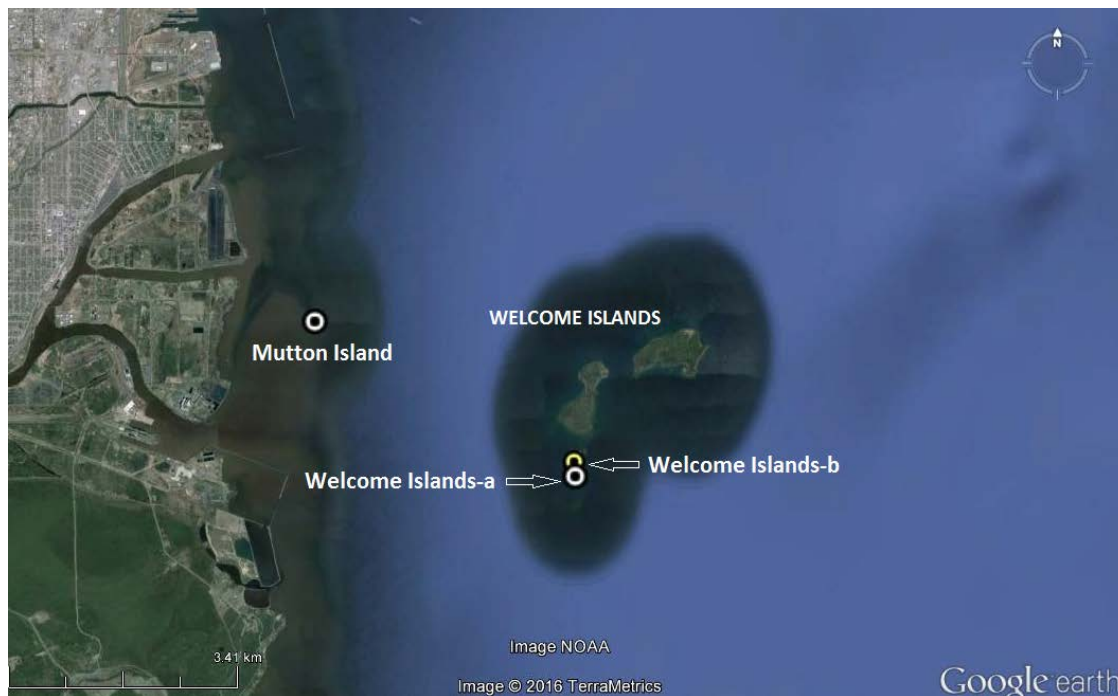 N
WELCOME ISLANDS
Mutton Island
Welcome Islands-b
Welcome Islands-a
Image NOAA
3.41 km
Image © 2016 TerraMetrics
Google earth